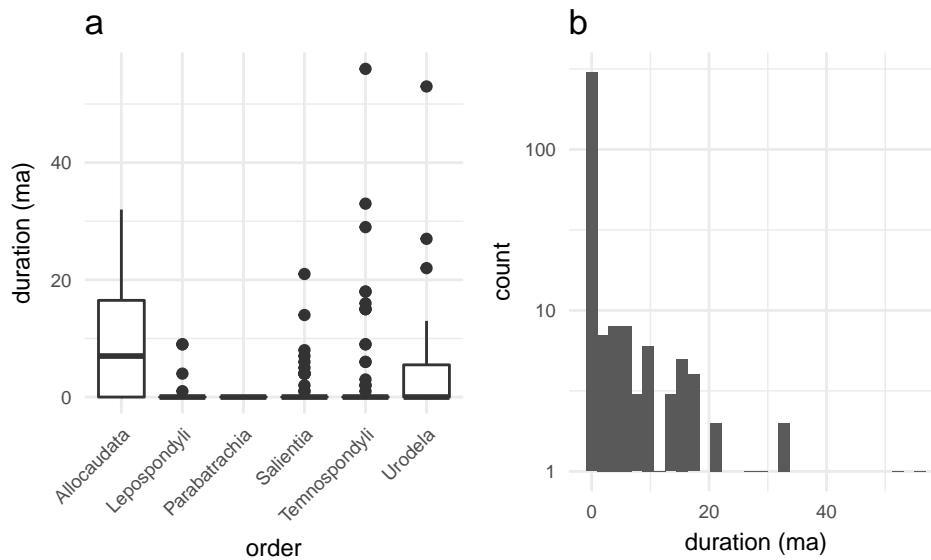 a
duration (ma)
40
20
0
Allocaudata
Lepospondyli
Parabatrachia
Salientia
Temnospondyli
Urodela
order
b
count
100
10
1
0
20
40
duration (ma)